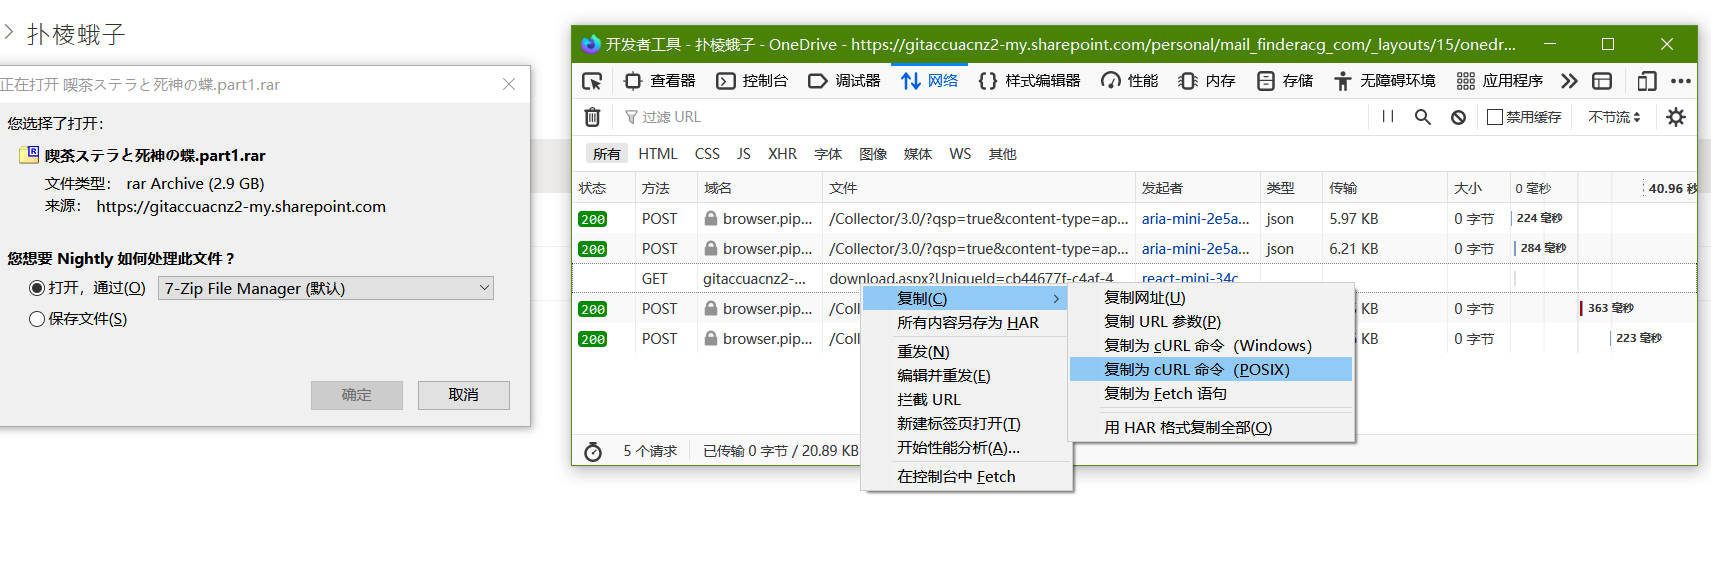 扑棱蛾子
正在打开 喫茶ステラと死神の蝶.part1.rar
您选择了打开：
喫茶ステラと死神の蝶.part1.rar
文件类型： rar Archive (2.9 GB)
来源： https://gitaccuacnz2-my.sharepoint.com
您想要 Nightly 如何处理此文件？
打开，通过(O) 7-Zip File Manager (默认)
保存文件(S)
确定 取消
开发者工具 - 扑棱蛾子 - OneDrive - https://gitaccuacnz2-my.sharepoint.com/personal/mail_finderacg_com/_layouts/15/onedr...
查看器 控制台 调试器 网络 样式编辑器 性能 内存 存储 无障碍环境 应用程序
过滤 URL 禁用缓存 不节流
所有 HTML CSS JS XHR 字体 图像 媒体 WS 其他
状态 方法 域名 文件 发起者 类型 传输 大小 0 毫秒 40.96 秒
200 POST browser.pip... /Collector/3.0/?qsp=true&content-type=ap... aria-mini-2e5a... json 5.97 KB 0 字节 224 毫秒
200 POST browser.pip... /Collector/3.0/?qsp=true&content-type=ap... aria-mini-2e5a... json 6.21 KB 0 字节 284 毫秒
GET gitaccuacnz2-... download.aspx?UniqueId=cb44677f-c4af-4 react-mini-34c
200 POST browser.pip... /Coll KB 0 字节 363 毫秒
200 POST browser.pip... /Coll KB 0 字节 223 毫秒
5 个请求 已传输 0 字节 / 20.89 KB
复制(C)
所有内容另存为 HAR
重发(N)
编辑并重发(E)
拦截 URL
新建标签页打开(T)
开始性能分析(A)...
在控制台中 Fetch
复制网址(U)
复制 URL 参数(P)
复制为 cURL 命令（Windows）
复制为 cURL 命令（POSIX）
复制为 Fetch 语句
用 HAR 格式复制全部(O)